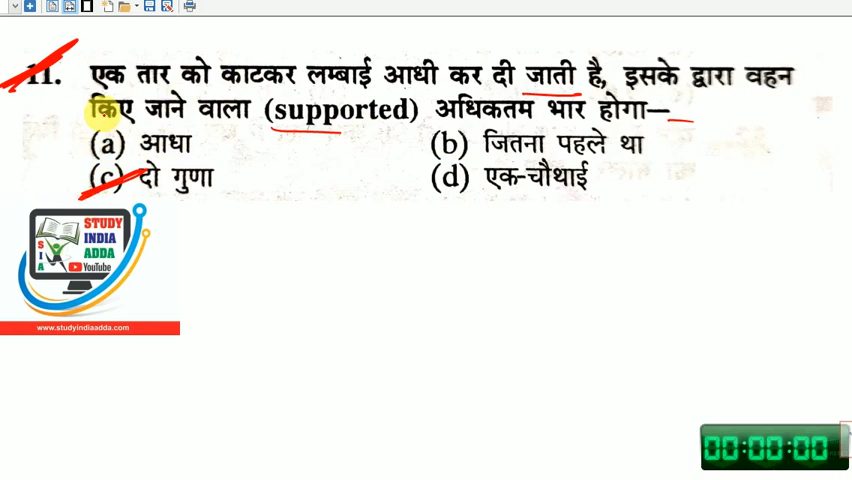 11. एक तार को काटकर लम्बाई आधी कर दी जाती है, इसके द्वारा वहन
किए जाने वाला (supported) अधिकतम भार होगा—
(a) आधा (b) जितना पहले था
(c) दो गुणा (d) एक-चौथाई
STUDY
INDIA
ADDA
YouTube
S
I
A
www.studyindiaadda.com
00:00:00